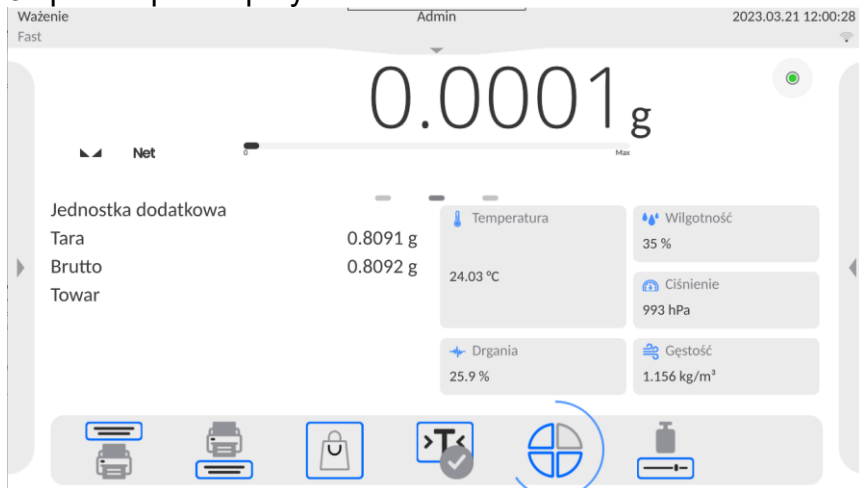 Ważenie Admin 2023.03.21 12:00:28
Fast
0.0001 g
Net 0 Max
Jednostka dodatkowa
Tara 0.8091 g
Brutto 0.8092 g
Towar
Temperatura
24.03 °C
Wilgotność
35 %
Ciśnienie
993 hPa
Drgania
25.9 %
Gęstość
1.156 kg/m³
>T<